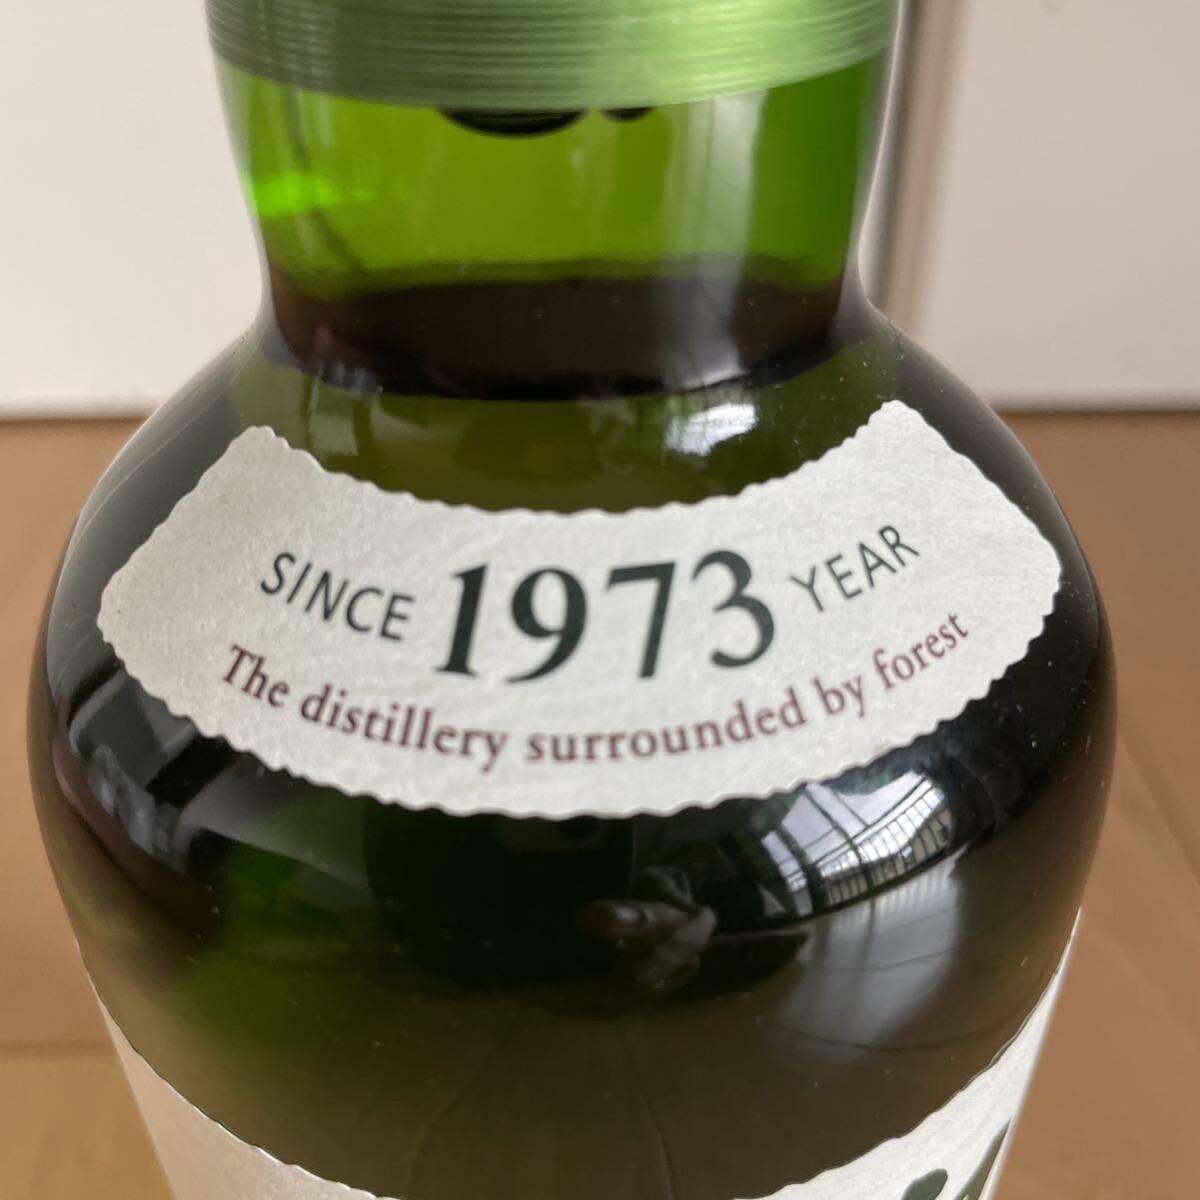 SINCE 1973 YEAR
The distillery surrounded by forest